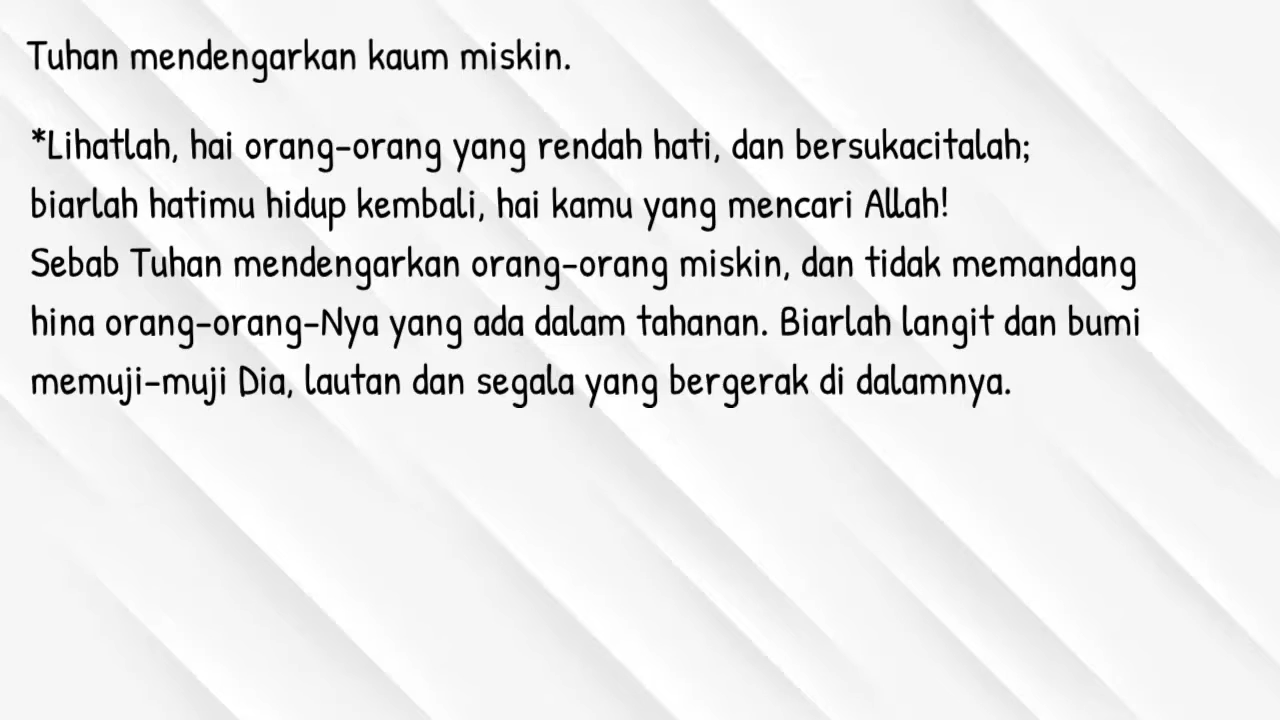 Tuhan mendengarkan kaum miskin.
*Lihatlah, hai orang-orang yang rendah hati, dan bersukacitalah;
biarlah hatimu hidup kembali, hai kamu yang mencari Allah!
Sebab Tuhan mendengarkan orang-orang miskin, dan tidak memandang
hina orang-orang-Nya yang ada dalam tahanan. Biarlah langit dan bumi
memuji-muji Dia, lautan dan segala yang bergerak di dalamnya.